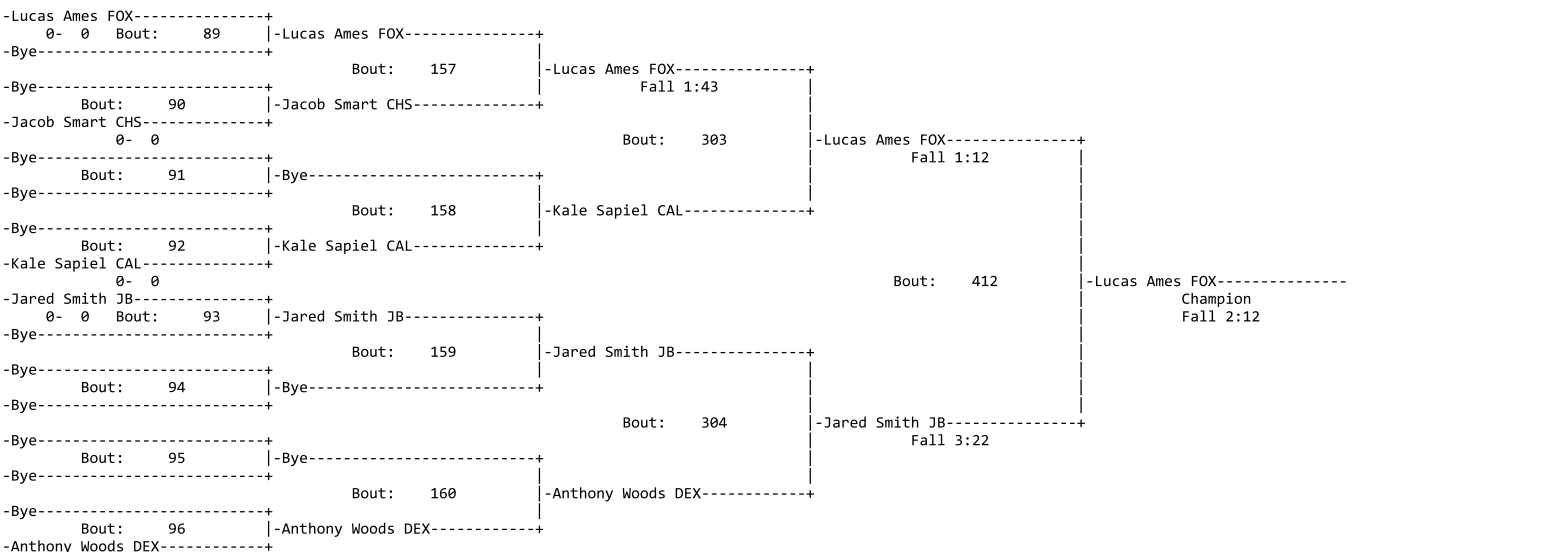 -Lucas Ames FOX---------------+
     0-  0   Bout:     89     |-Lucas Ames FOX---------------+
-Bye--------------------------+                              |
                                        Bout:    157         |-Lucas Ames FOX---------------+
-Bye--------------------------+                              |           Fall 1:43          |
         Bout:     90         |-Jacob Smart CHS--------------+                              |
-Jacob Smart CHS--------------+                                                             |
             0-  0                                                     Bout:    303         |-Lucas Ames FOX---------------+
-Bye--------------------------+                                                             |           Fall 1:12          |
         Bout:     91         |-Bye--------------------------+                              |                              |
-Bye--------------------------+                              |                              |                              |
                                        Bout:    158         |-Kale Sapiel CAL--------------+                              |
-Bye--------------------------+                              |                                                             |
         Bout:     92         |-Kale Sapiel CAL--------------+                                                             |
-Kale Sapiel CAL--------------+                                                                                            |
             0-  0                                                                                    Bout:    412         |-Lucas Ames FOX---------------
-Jared Smith JB---------------+                                                                                            |           Champion
     0-  0   Bout:     93     |-Jared Smith JB---------------+                                                             |           Fall 2:12
-Bye--------------------------+                              |                                                             |
                                        Bout:    159         |-Jared Smith JB---------------+                              |
-Bye--------------------------+                              |                              |                              |
         Bout:     94         |-Bye--------------------------+                              |                              |
-Bye--------------------------+                                                             |                              |
                                                                       Bout:    304         |-Jared Smith JB---------------+
-Bye--------------------------+                                                             |           Fall 3:22
         Bout:     95         |-Bye--------------------------+                              |
-Bye--------------------------+                              |                              |
                                        Bout:    160         |-Anthony Woods DEX------------+
-Bye--------------------------+                              |
         Bout:     96         |-Anthony Woods DEX------------+
-Anthony Woods DEX------------+